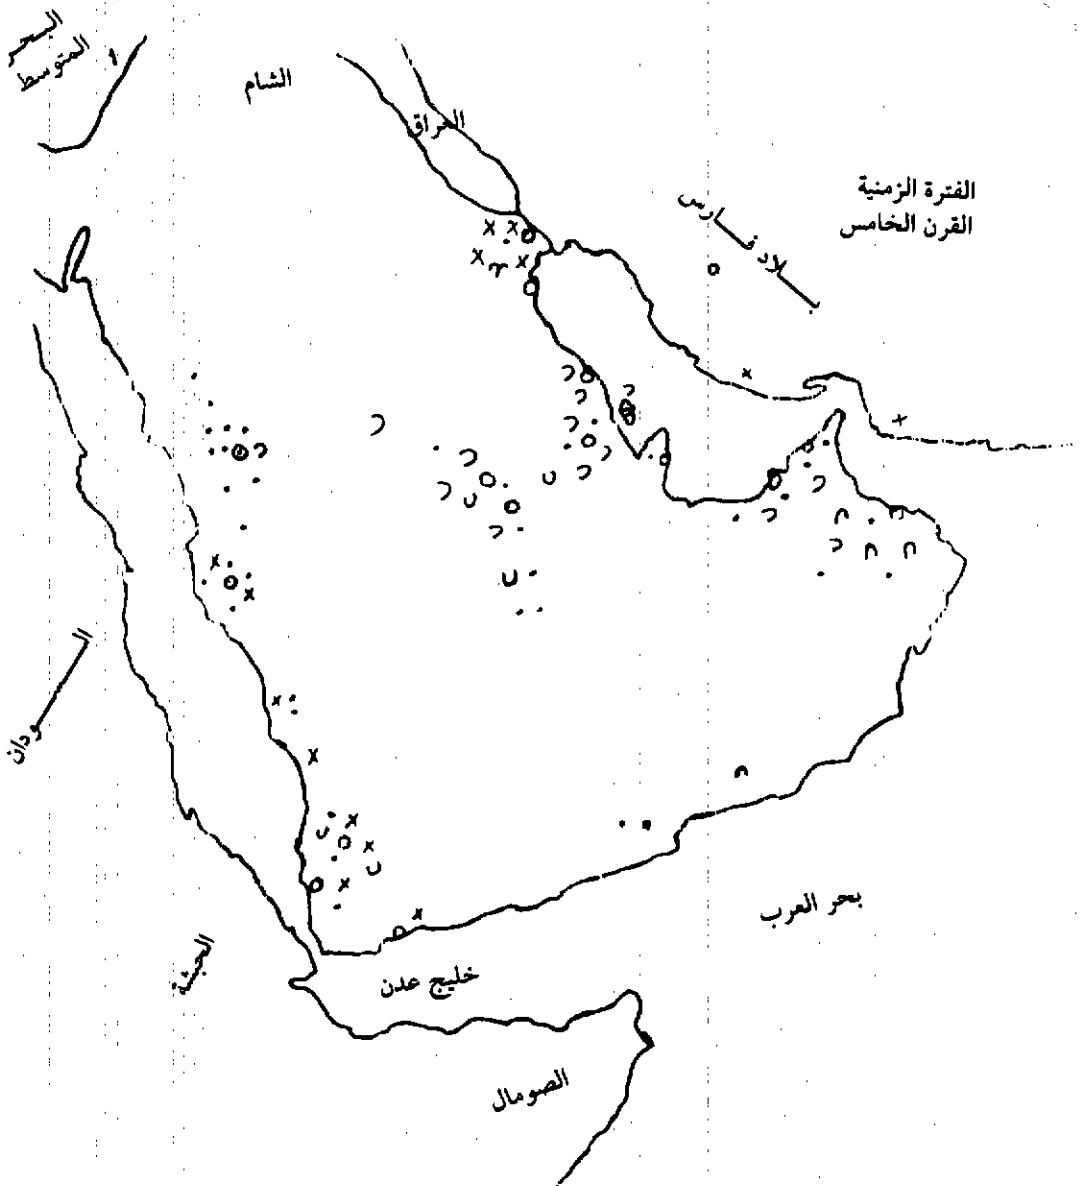 البحر
المتوسط
الشام
العراق
الفترة الزمنية
القرن الخامس
بلاد فارس
السودان
بحر العرب
الحبشة
خليج عدن
الصومال